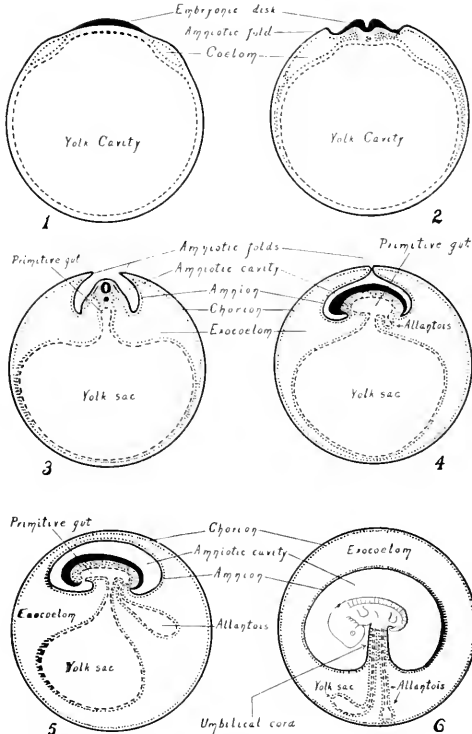 Embryonic disk
Amniotic fold
Coelom
Yolk Cavity
Yolk Cavity
1
2
Amniotic folds
Primitive gut
Primitive gut
Amniotic cavity
Amnion
Chorion
Exocoelom
Allantois
Yolk sac
Yolk sac
3
4
Primitive gut
Chorion
Exocoelom
Amniotic cavity
Amnion
Exocoelom
Allantois
Yolk sac
Yolk sac
Allantois
Umbilical cord
5
6